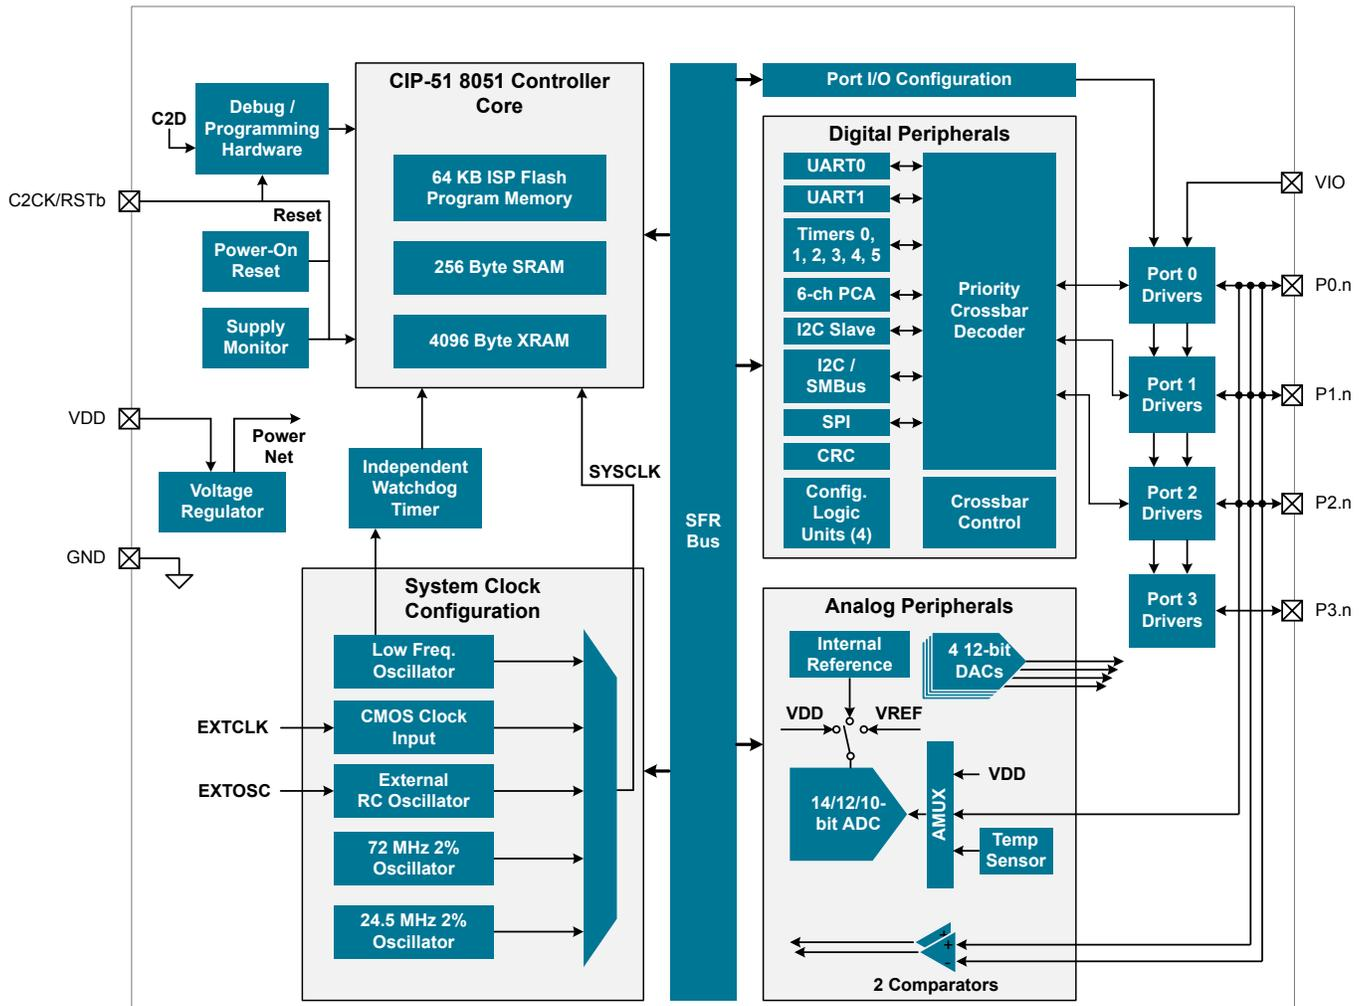 CIP-51 8051 Controller
Core
64 KB ISP Flash
Program Memory
256 Byte SRAM
4096 Byte XRAM
Debug /
Programming
Hardware
C2D
C2CK/RSTb
Reset
Power-On
Reset
Supply
Monitor
VDD
Power
Net
Voltage
Regulator
GND
Independent
Watchdog
Timer
SYSCLK
System Clock
Configuration
Low Freq.
Oscillator
EXTCLK
CMOS Clock
Input
EXTOSC
External
RC Oscillator
72 MHz 2%
Oscillator
24.5 MHz 2%
Oscillator
SFR
Bus
Port I/O Configuration
Digital Peripherals
UART0
UART1
Timers 0,
1, 2, 3, 4, 5
6-ch PCA
I2C Slave
I2C /
SMBus
SPI
CRC
Config.
Logic
Units (4)
Priority
Crossbar
Decoder
Crossbar
Control
Port 0
Drivers
Port 1
Drivers
Port 2
Drivers
Port 3
Drivers
VIO
P0.n
P1.n
P2.n
P3.n
Analog Peripherals
Internal
Reference
4 12-bit
DACs
VDD
VREF
14/12/10-
bit ADC
AMUX
VDD
Temp
Sensor
+
+
-
2 Comparators